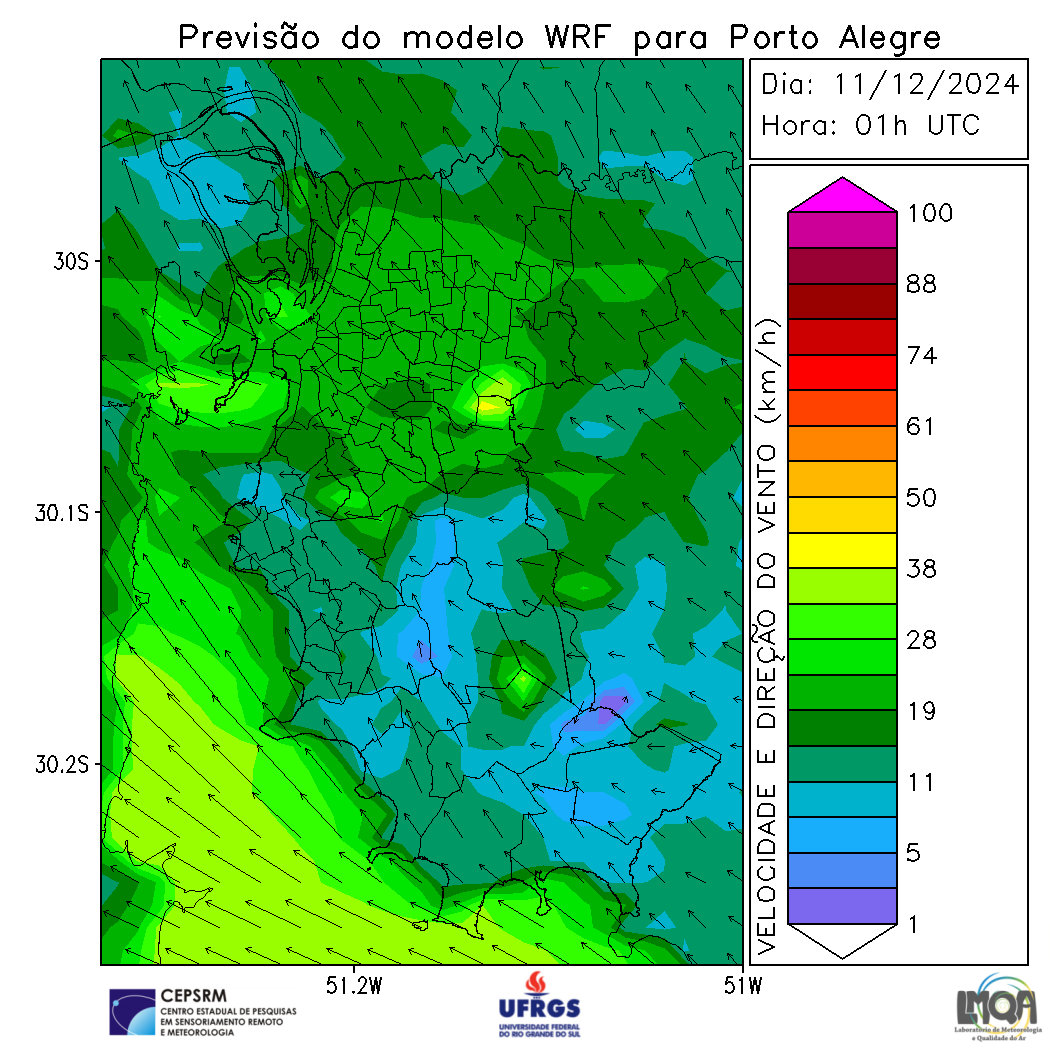 Previsão do modelo WRF para Porto Alegre
Dia: 11/12/2024
Hora: 01h UTC
30S
30.1S
30.2S
51.2W
51W
VELOCIDADE E DIREÇÃO DO VENTO (km/h)
100
88
74
61
50
38
28
19
11
5
1
CEPSRM
CENTRO ESTADUAL DE PESQUISAS
EM SENSORIAMENTO REMOTO
E METEOROLOGIA
UFRGS
UNIVERSIDADE FEDERAL
DO RIO GRANDE DO SUL
LMQA
Laboratório de Meteorologia
e Qualidade do Ar